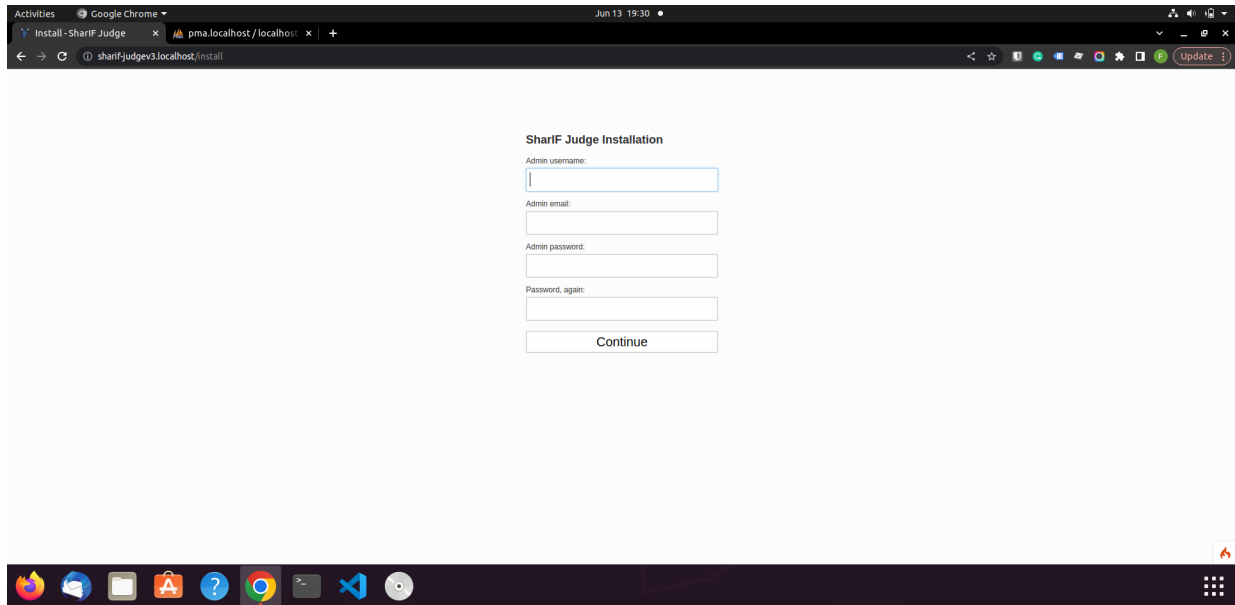 Activities Google Chrome Jun 13 19:30
Install - SharIF Judge pma.localhost / localhost
sharif-judgev3.localhost/install Update
SharIF Judge Installation
Admin username:
Admin email:
Admin password:
Password, again:
Continue